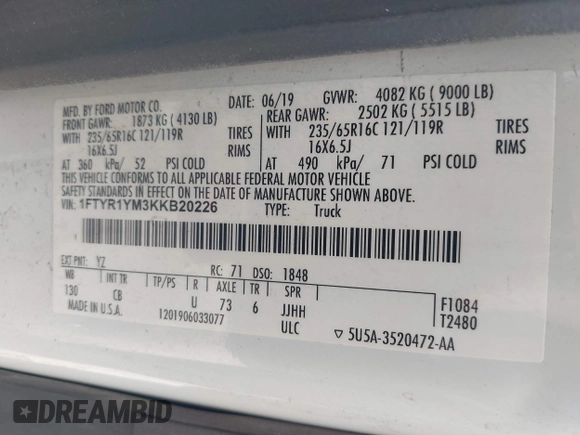 MFD. BY FORD MOTOR CO.
DATE: 06/19 GVWR: 4082 KG ( 9000 LB)
FRONT GAWR: 1873 KG ( 4130 LB) REAR GAWR: 2502 KG ( 5515 LB)
WITH 235/65R16C 121/119R TIRES WITH 235/65R16C 121/119R TIRES
16X6.5J RIMS 16X6.5J RIMS
AT 360 kPa/ 52 PSI COLD AT 490 kPa/ 71 PSI COLD
THIS VEHICLE CONFORMS TO ALL APPLICABLE FEDERAL MOTOR VEHICLE
SAFETY STANDARDS IN EFFECT ON THE DATE OF MANUFACTURE SHOWN ABOVE.
VIN: 1FTYR1YM3KKB20226 TYPE: Truck
EXT PNT: YZ RC: 71 DSO: 1848
WB INT TR TP/PS R AXLE TR SPR
130 CB U 73 6 JJHH F1084
ULC T2480
MADE IN U.S.A. 1201906033077 ▽ 5U5A-3520472-AA
DREAMBID